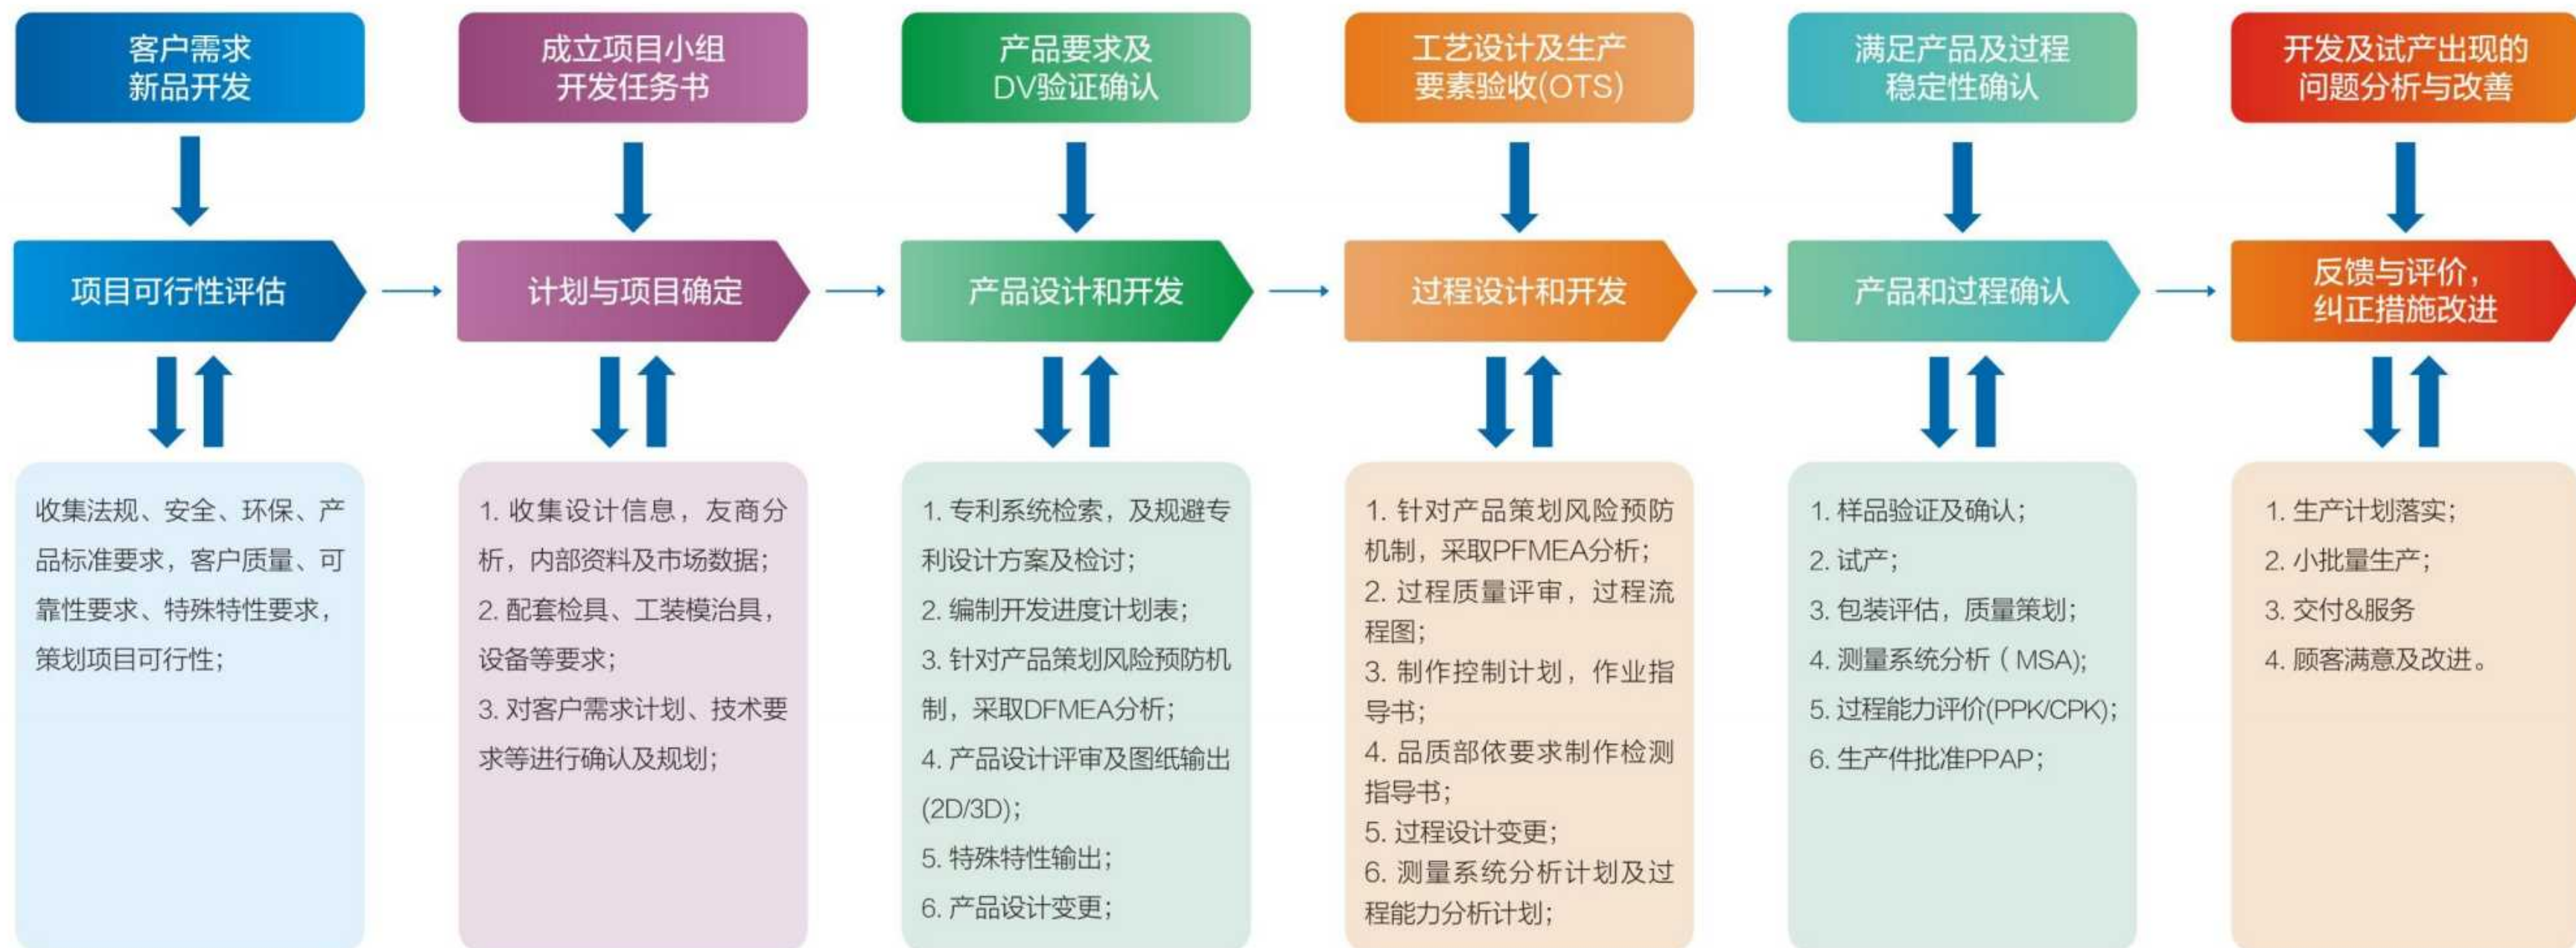 客户需求
新品开发
成立项目小组
开发任务书
产品要求及
DV验证确认
工艺设计及生产
要素验收(OTS)
满足产品及过程
稳定性确认
开发及试产出现的
问题分析与改善
项目可行性评估
计划与项目确定
产品设计和开发
过程设计和开发
产品和过程确认
反馈与评价，
纠正措施改进
收集法规、安全、环保、产
品标准要求，客户质量、可
靠性要求、特殊特性要求，
策划项目可行性；
1. 收集设计信息，友商分
析，内部资料及市场数据；
2. 配套检具、工装模治具，
设备等要求；
3. 对客户需求计划、技术要
求等进行确认及规划；
1. 专利系统检索，及规避专
利设计方案及检讨；
2. 编制开发进度计划表；
3. 针对产品策划风险预防机
制，采取DFMEA分析；
4. 产品设计评审及图纸输出
(2D/3D)；
5. 特殊特性输出；
6. 产品设计变更；
1. 针对产品策划风险预防
机制，采取PFMEA分析；
2. 过程质量评审，过程流
程图；
3. 制作控制计划，作业指
导书；
4. 品质部依要求制作检测
指导书；
5. 过程设计变更；
6. 测量系统分析计划及过
程能力分析计划；
1. 样品验证及确认；
2. 试产；
3. 包装评估，质量策划；
4. 测量系统分析（MSA)；
5. 过程能力评价(PPK/CPK)；
6. 生产件批准PPAP；
1. 生产计划落实；
2. 小批量生产；
3. 交付&服务
4. 顾客满意及改进。